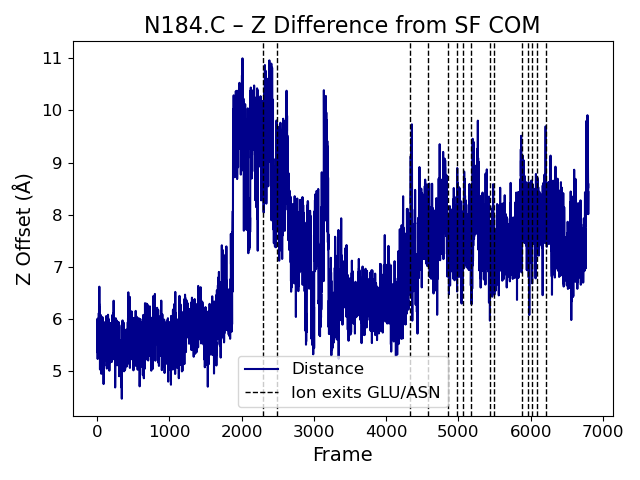 N184.C – Z Difference from SF COM
11
10
9
8
7
6
5
Z Offset (Å)
Distance
Ion exits GLU/ASN
0 1000 2000 3000 4000 5000 6000 7000
Frame